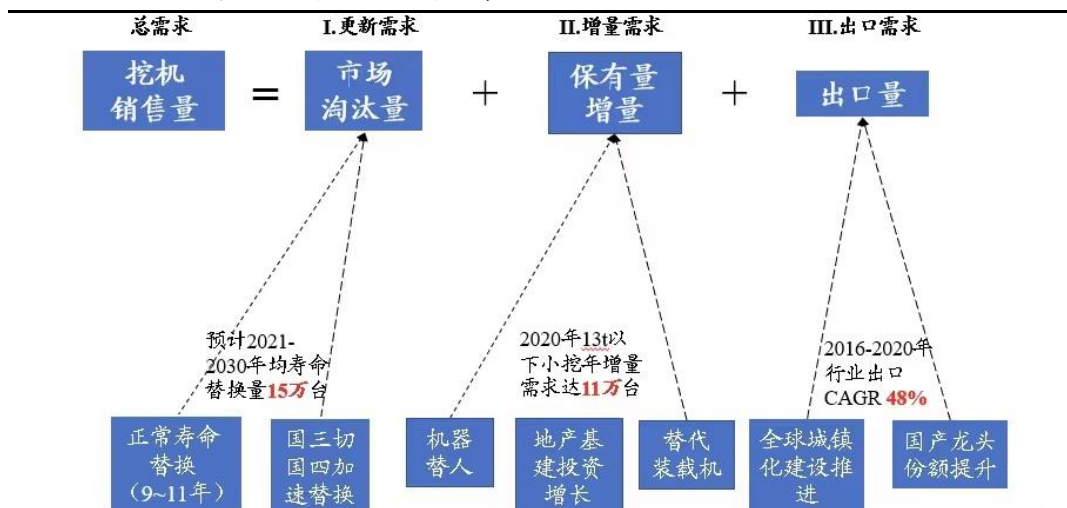 总需求 I.更新需求 II.增量需求 III.出口需求
挖机
销售量
=
市场
淘汰量
+
保有量
增量
+
出口量
预计2021-
2030年均寿命
替换量15万台
2020年13t以
下小挖年增量
需求达11万台
2016-2020年
行业出口
CAGR 48%
正常寿命
替换
（9~11年）
国三切
国四加
速替换
机器
替人
地产基
建投资
增长
替代
装载机
全球城镇
化建设推
进
国产龙头
份额提升